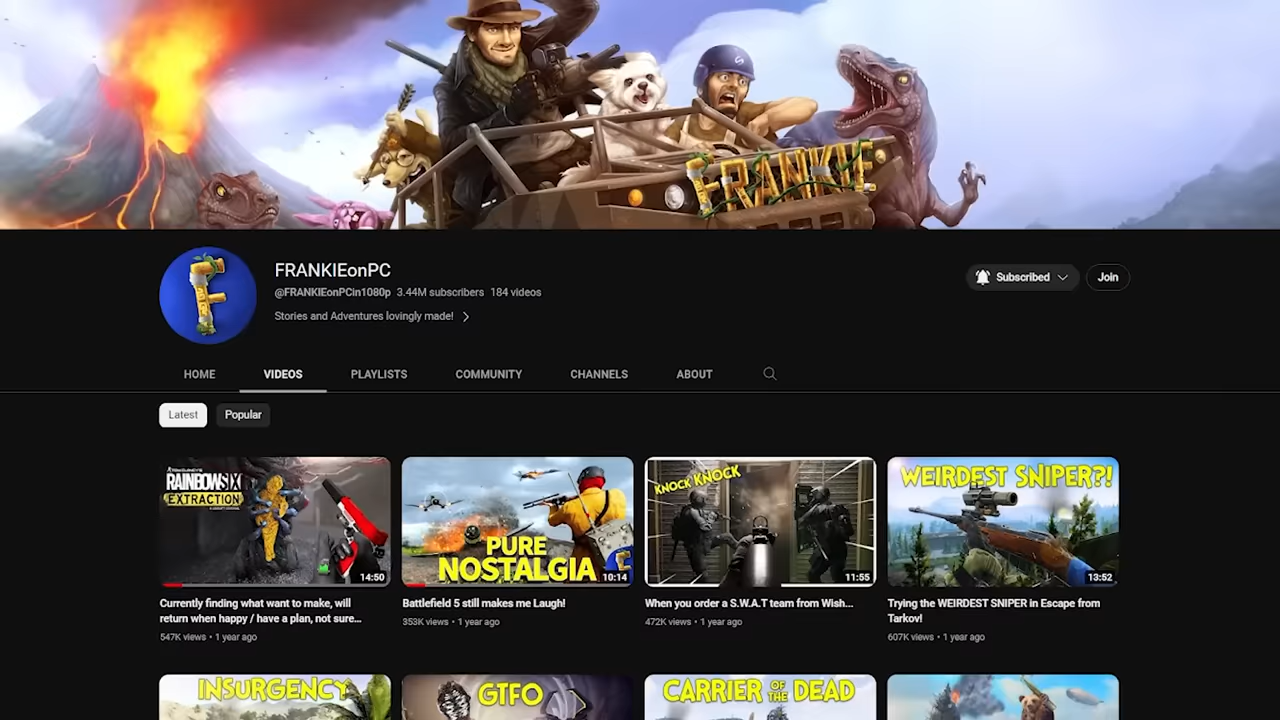 FRANKIE
FRANKIEonPC
@FRANKIEonPCin1080p 3.44M subscribers 184 videos
Stories and Adventures lovingly made!
Subscribed
Join
HOME
VIDEOS
PLAYLISTS
COMMUNITY
CHANNELS
ABOUT
Latest
Popular
RAINBOW SIX
EXTRACTION
14:50
PURE
NOSTALGIA
10:14
KNOCK KNOCK
11:55
WEIRDEST SNIPER?!
13:52
Currently finding what want to make, will
return when happy / have a plan, not sure...
547K views • 1 year ago
Battlefield 5 still makes me Laugh!
353K views • 1 year ago
When you order a S.W.A.T team from Wish...
472K views • 1 year ago
Trying the WEIRDEST SNIPER in Escape from
Tarkov!
607K views • 1 year ago
INSURGENCY
GTFO
CARRIER OF THE DEAD